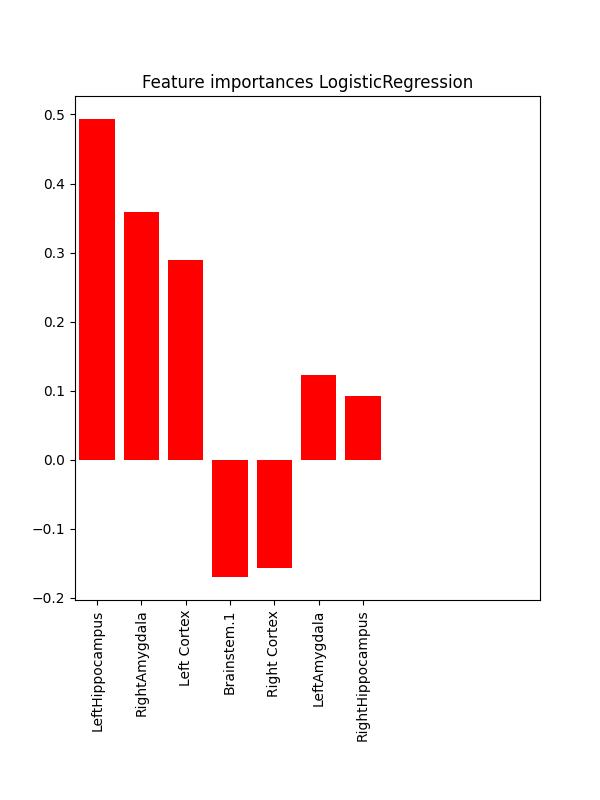 Feature importances LogisticRegression
0.5
0.4
0.3
0.2
0.1
0.0
−0.1
−0.2
LeftHippocampus
RightAmygdala
Left Cortex
Brainstem.1
Right Cortex
LeftAmygdala
RightHippocampus